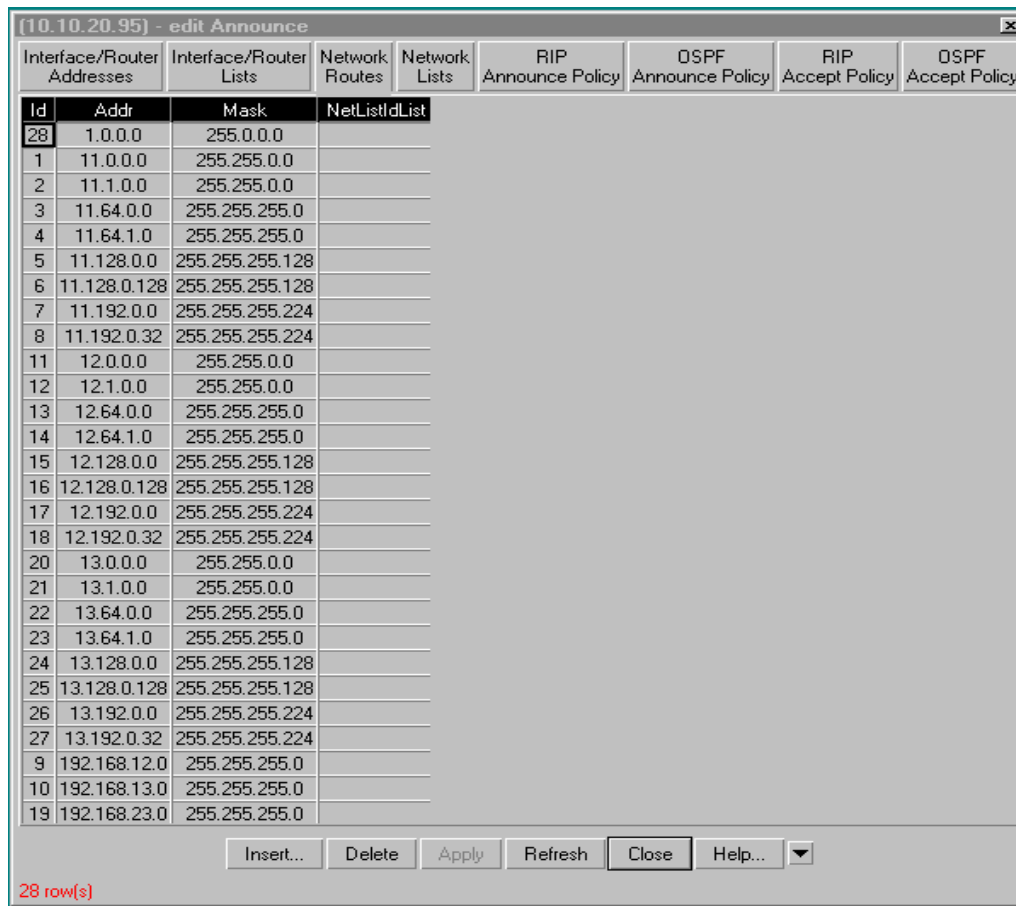 (10.10.20.95) - edit Announce
Interface/Router Addresses Interface/Router Lists Network Routes Network Lists RIP Announce Policy OSPF Announce Policy RIP Accept Policy OSPF Accept Policy
Id Addr Mask NetListIdList
28 1.0.0.0 255.0.0.0
1 11.0.0.0 255.255.0.0
2 11.1.0.0 255.255.0.0
3 11.64.0.0 255.255.255.0
4 11.64.1.0 255.255.255.0
5 11.128.0.0 255.255.255.128
6 11.128.0.128 255.255.255.128
7 11.192.0.0 255.255.255.224
8 11.192.0.32 255.255.255.224
11 12.0.0.0 255.255.0.0
12 12.1.0.0 255.255.0.0
13 12.64.0.0 255.255.255.0
14 12.64.1.0 255.255.255.0
15 12.128.0.0 255.255.255.128
16 12.128.0.128 255.255.255.128
17 12.192.0.0 255.255.255.224
18 12.192.0.32 255.255.255.224
20 13.0.0.0 255.255.0.0
21 13.1.0.0 255.255.0.0
22 13.64.0.0 255.255.255.0
23 13.64.1.0 255.255.255.0
24 13.128.0.0 255.255.255.128
25 13.128.0.128 255.255.255.128
26 13.192.0.0 255.255.255.224
27 13.192.0.32 255.255.255.224
9 192.168.12.0 255.255.255.0
10 192.168.13.0 255.255.255.0
19 192.168.23.0 255.255.255.0
Insert... Delete Apply Refresh Close Help...
28 row(s)